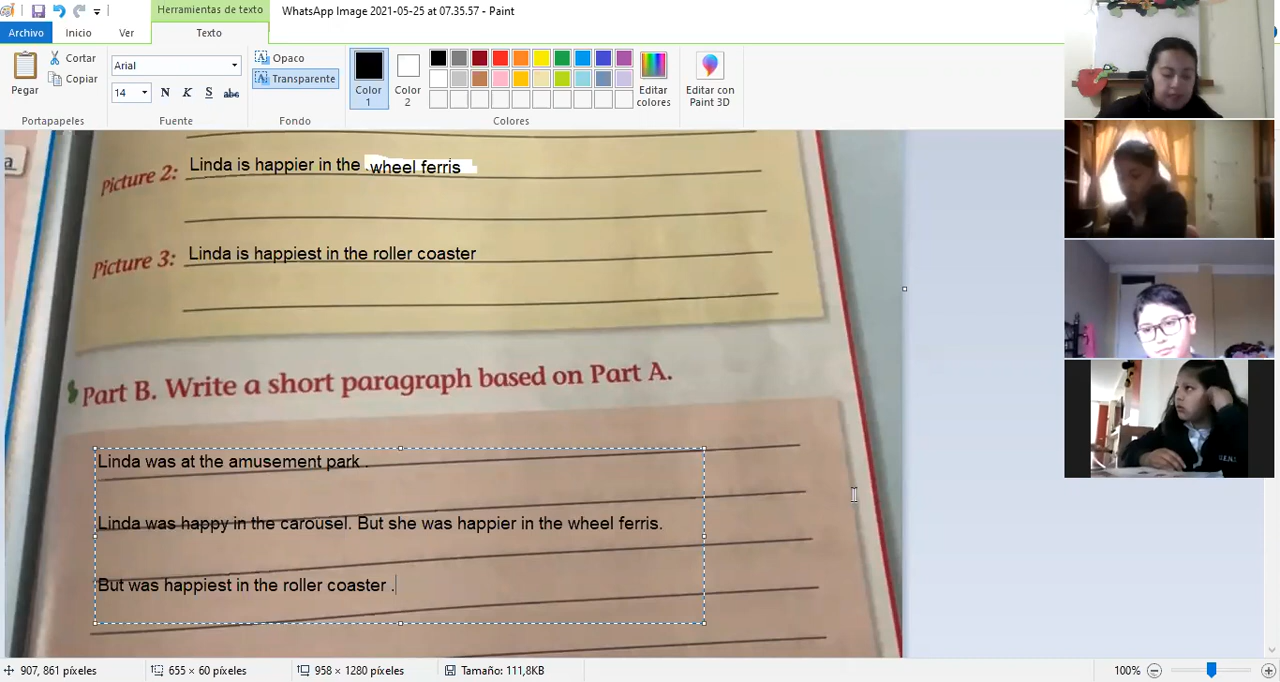 Herramientas de texto
WhatsApp Image 2021-05-25 at 07.35.57 - Paint
Archivo Inicio Ver Texto
Pegar
Cortar
Copiar
Portapapeles
Arial
14 N K S abc
Fuente
Opaco
Transparente
Fondo
Color 1
Color 2
Editar colores
Colores
Editar con Paint 3D
a
Picture 2: Linda is happier in the wheel ferris
Picture 3: Linda is happiest in the roller coaster
Part B. Write a short paragraph based on Part A.
Linda was at the amusement park .
Linda was happy in the carousel. But she was happier in the wheel ferris.
But was happiest in the roller coaster .
907, 861 píxeles 655 × 60 píxeles 958 × 1280 píxeles Tamaño: 111,8KB 100%